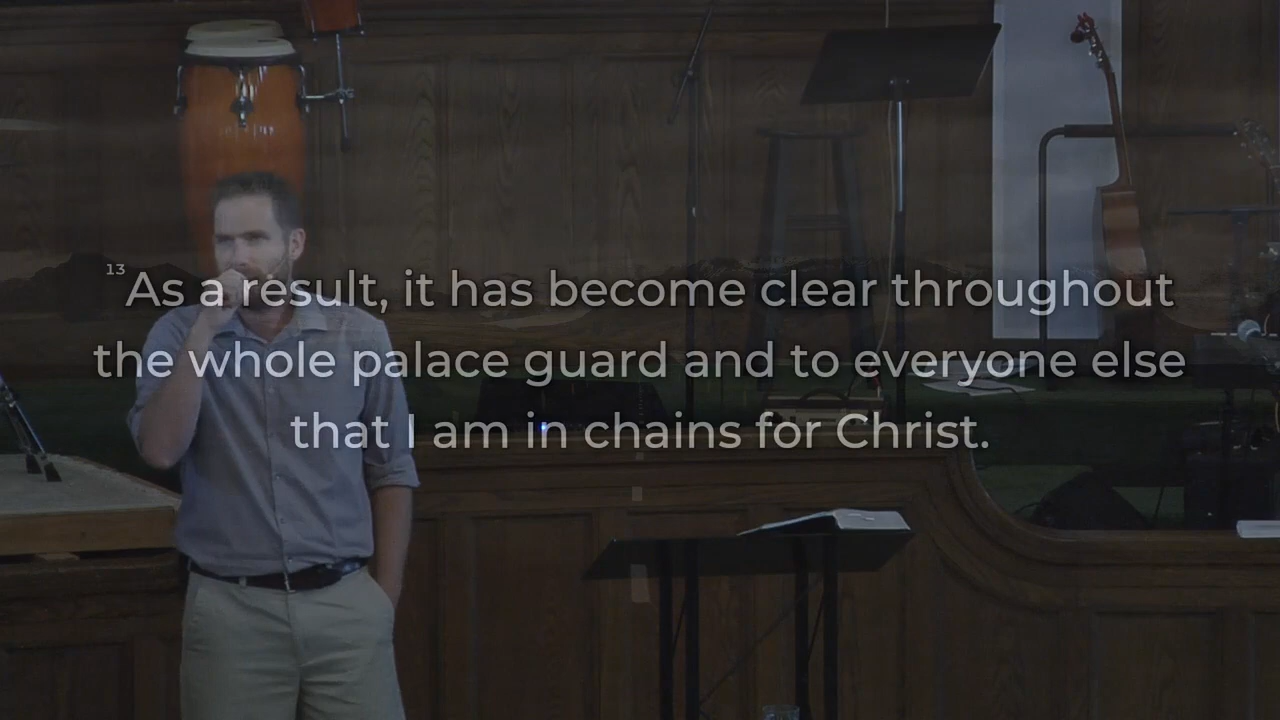 13 As a result, it has become clear throughout
the whole palace guard and to everyone else
that I am in chains for Christ.